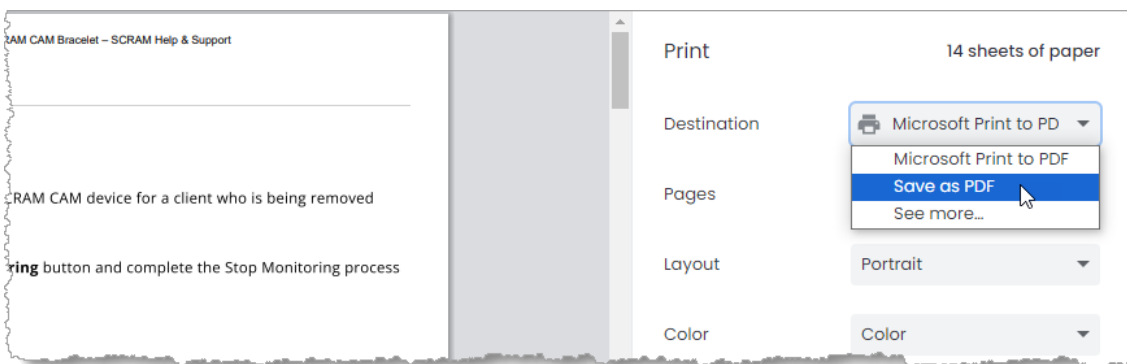 CAM Bracelet – SCRAM Help & Support
CRAM CAM device for a client who is being removed
ring button and complete the Stop Monitoring process
Print
14 sheets of paper
Destination
Microsoft Print to PD
Microsoft Print to PDF
Save as PDF
See more...
Pages
Layout
Portrait
Color
Color